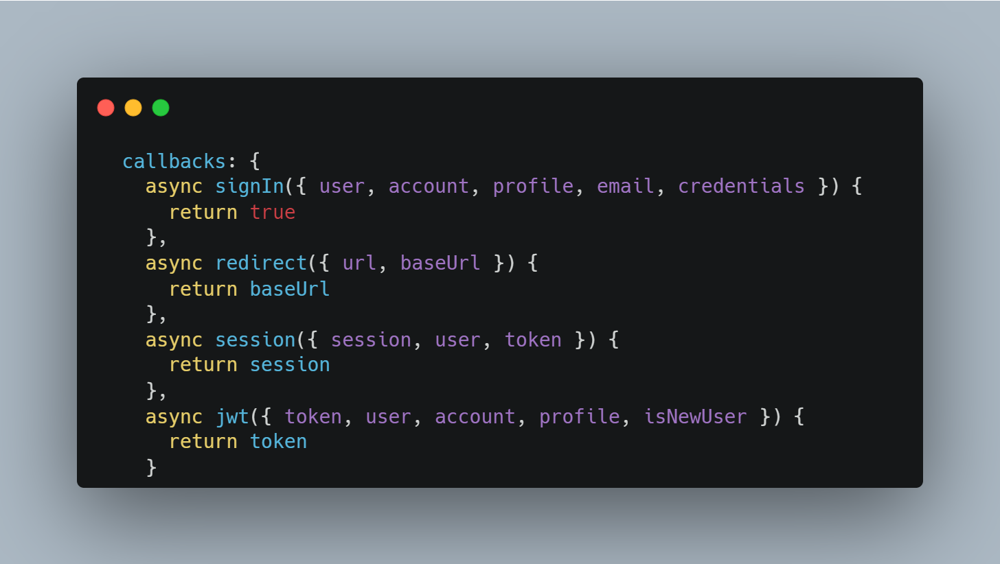 callbacks: {
  async signIn({ user, account, profile, email, credentials }) {
    return true
  },
  async redirect({ url, baseUrl }) {
    return baseUrl
  },
  async session({ session, user, token }) {
    return session
  },
  async jwt({ token, user, account, profile, isNewUser }) {
    return token
  }